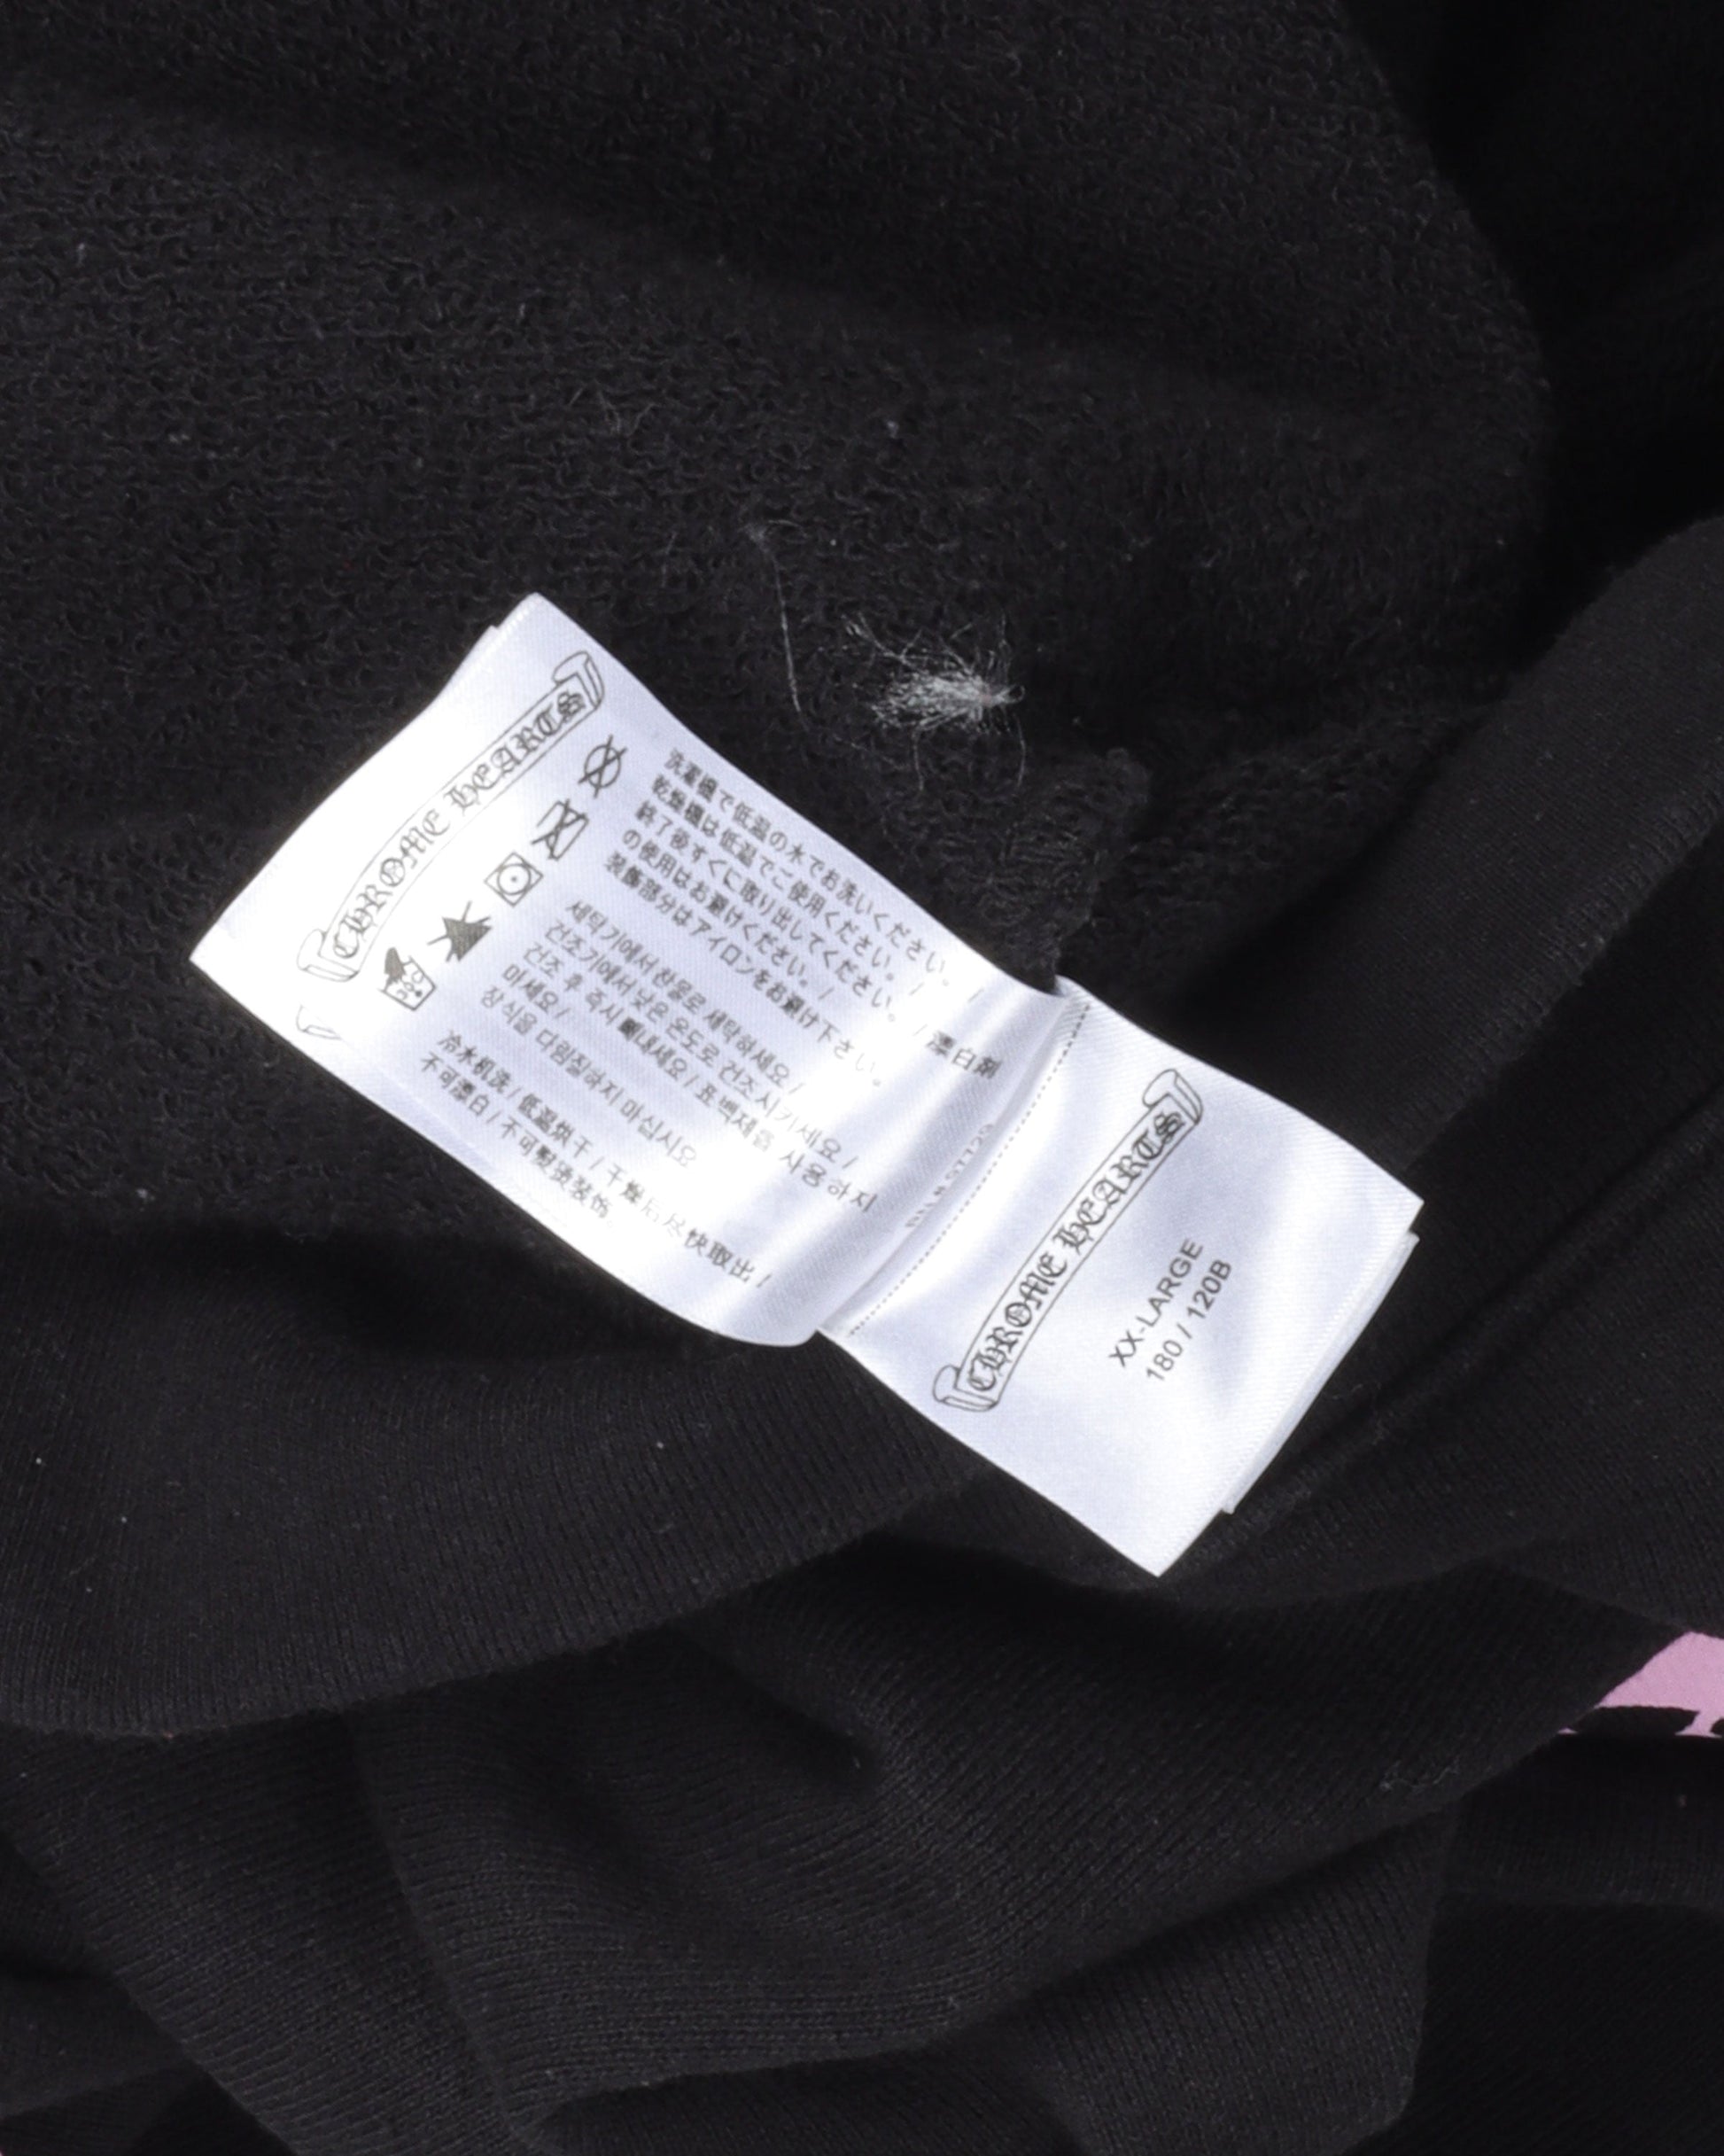 CHROME HEARTS
洗濯機で低温の水でお洗いください。 /
乾燥機は低温でご使用ください。 /
終了後すぐに取り出してください。 / 漂白剤
の使用はお避けください。 /
装飾部分はアイロンをお避け下さい。
세탁기에서 찬물로 세탁하세요 /
건조기에서 낮은 온도로 건조시키세요 /
건조 후 즉시 꺼내세요 / 표백제를 사용하지
마세요 /
장식을 다림질하지 마십시오
冷水机洗 / 低温烘干 / 干燥后尽快取出 /
不可漂白 / 不可熨烫装饰
CHROME HEARTS
XX-LARGE
180 / 120B